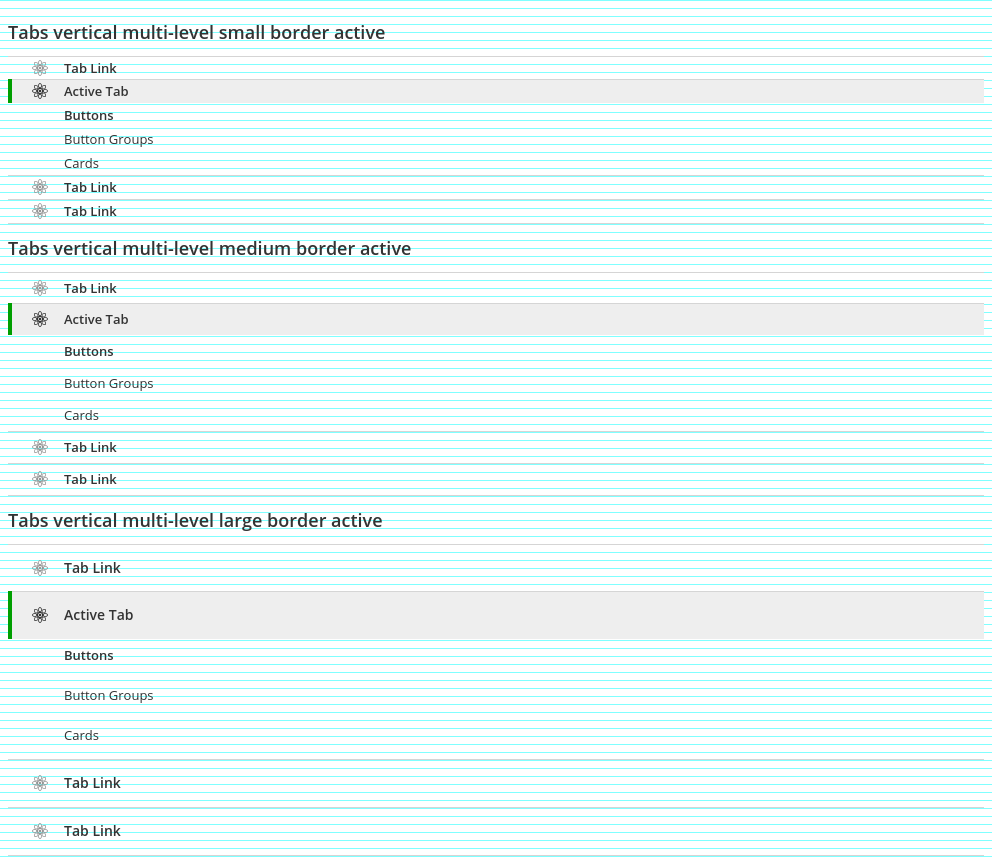 Tabs vertical multi-level small border active
Tab Link
Active Tab
Buttons
Button Groups
Cards
Tab Link
Tab Link
Tabs vertical multi-level medium border active
Tab Link
Active Tab
Buttons
Button Groups
Cards
Tab Link
Tab Link
Tabs vertical multi-level large border active
Tab Link
Active Tab
Buttons
Button Groups
Cards
Tab Link
Tab Link